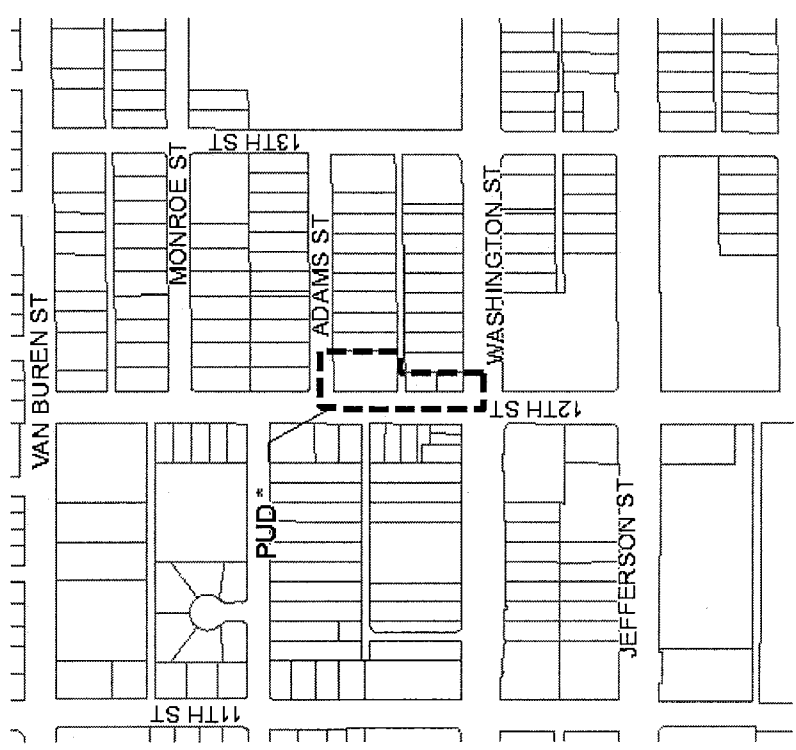 13TH ST
MONROE ST
ADAMS ST
WASHINGTON ST
VAN BUREN ST
12TH ST
PUD *
JEFFERSON ST
11TH ST